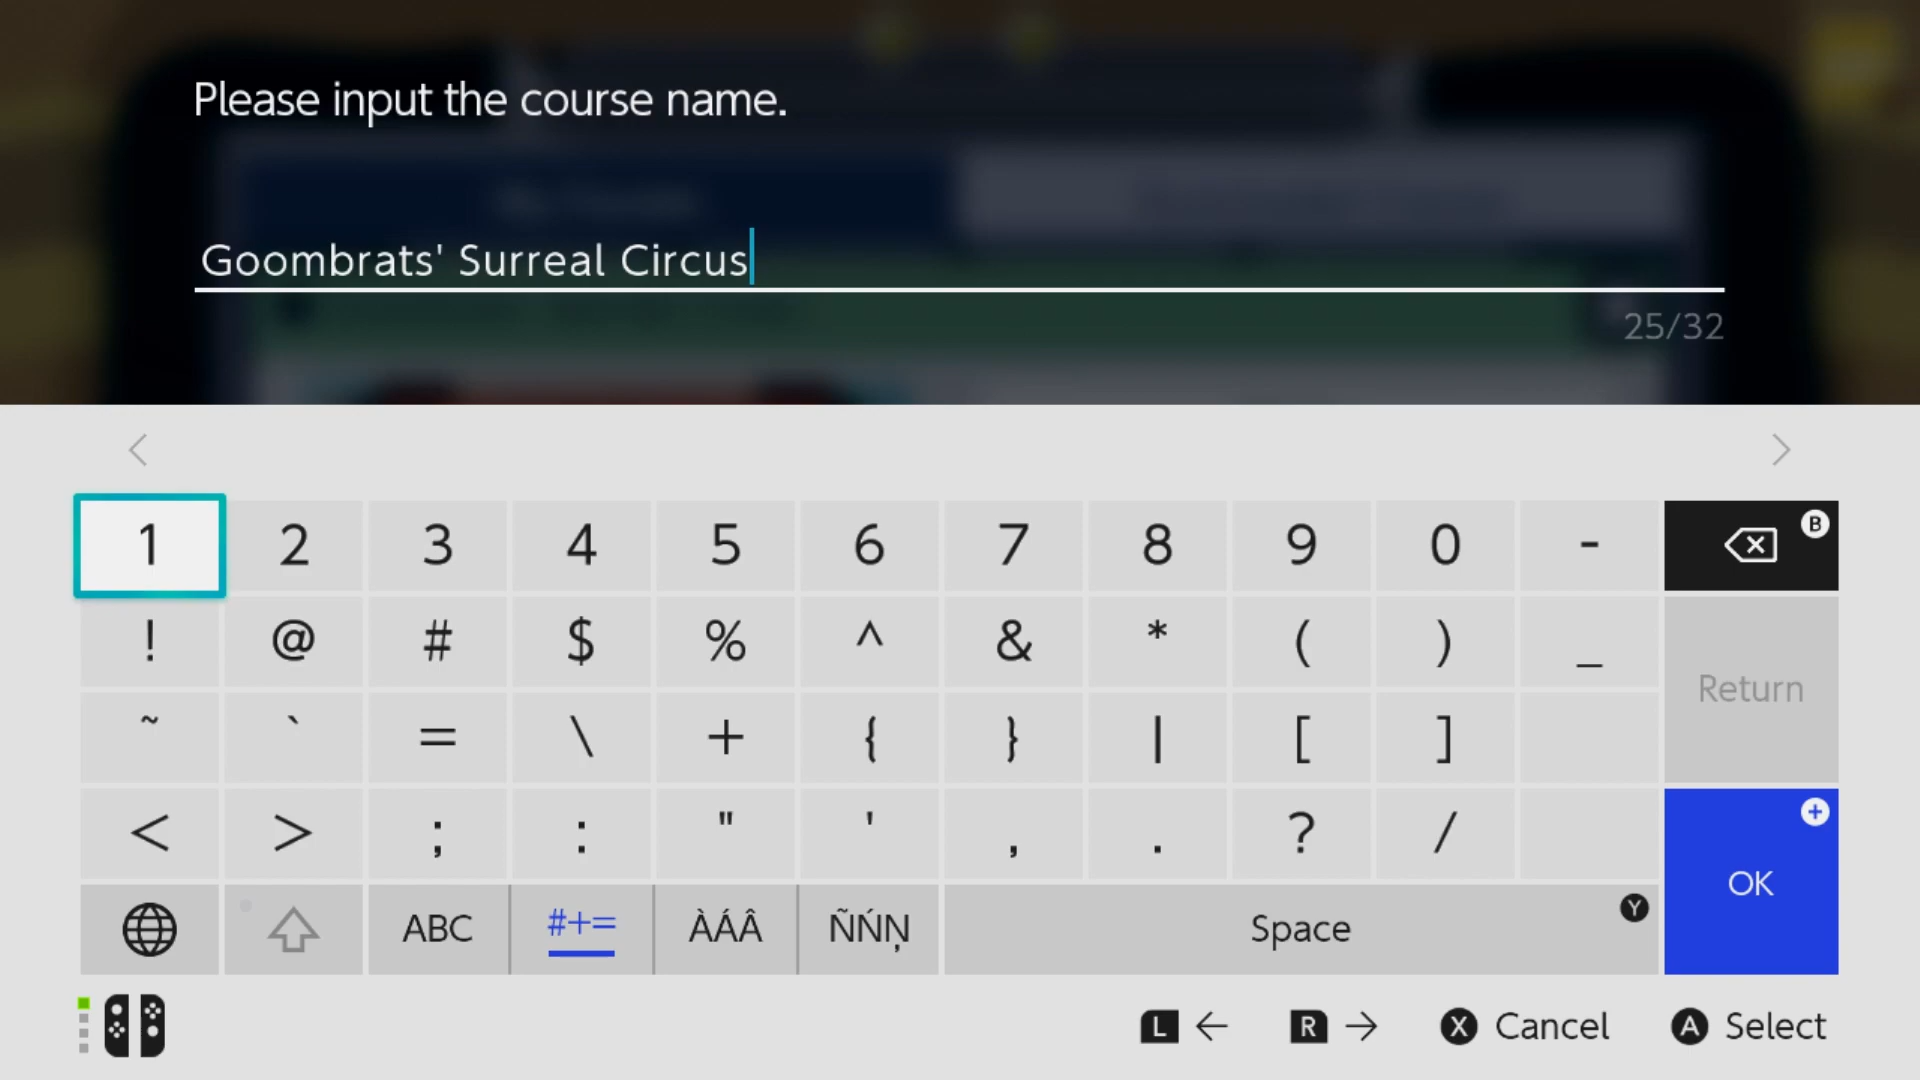 Please input the course name.
Goombrats' Surreal Circus
25/32
1 2 3 4 5 6 7 8 9 0 - B
! @ # $ % ^ & * ( ) _
Return
~ ` = \ + { } | [ ]
< > ; : " ' , . ? / +
OK
ABC #+= ÀÁÂ ÑŃŅ Space Y
L ← R → X Cancel A Select